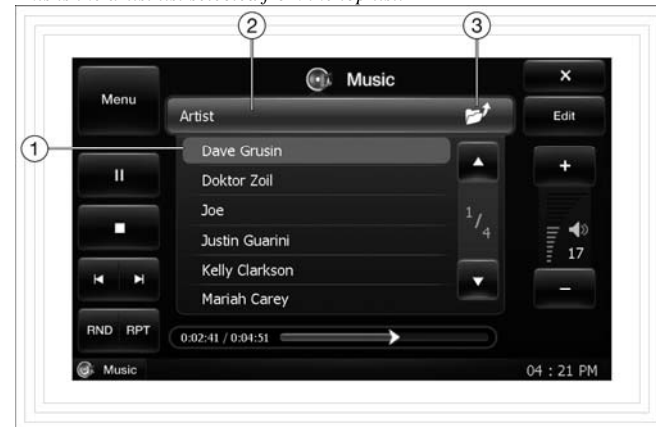 2
3
Music
×
Menu
Artist
Edit
1
Dave Grusin
Doktor Zoil
+
Joe
1/4
Justin Guarini
17
Kelly Clarkson
Mariah Carey
−
RND RPT
0:02:41 / 0:04:51
Music
04 : 21 PM